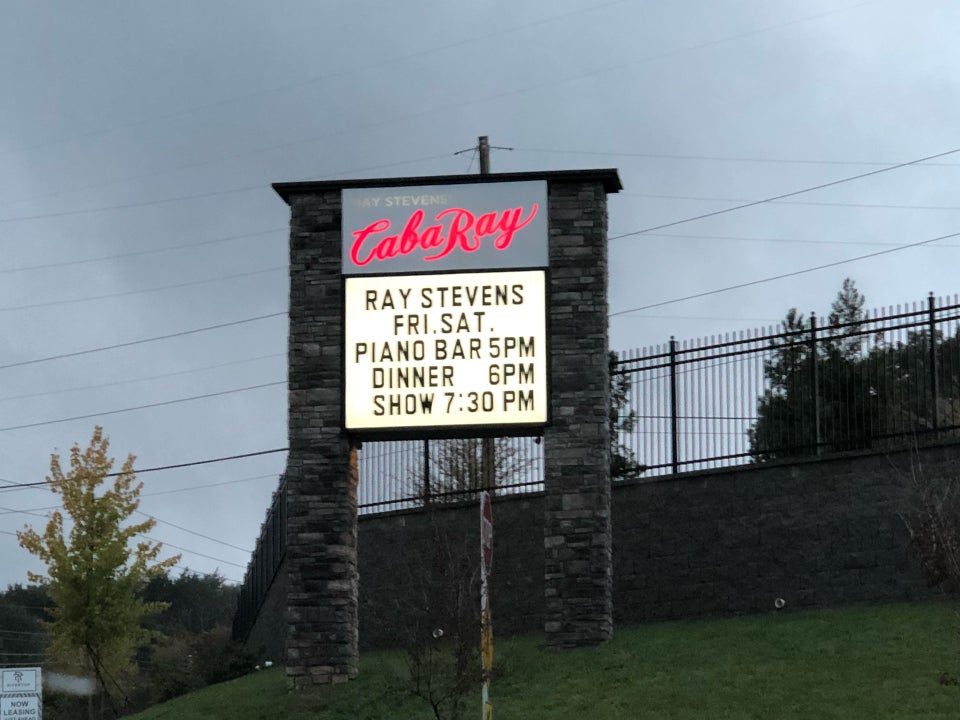 RAY STEVENS
CabaRay
RAY STEVENS
FRI. SAT.
PIANO BAR 5PM
DINNER 6PM
SHOW 7:30 PM
NOW
LEASING